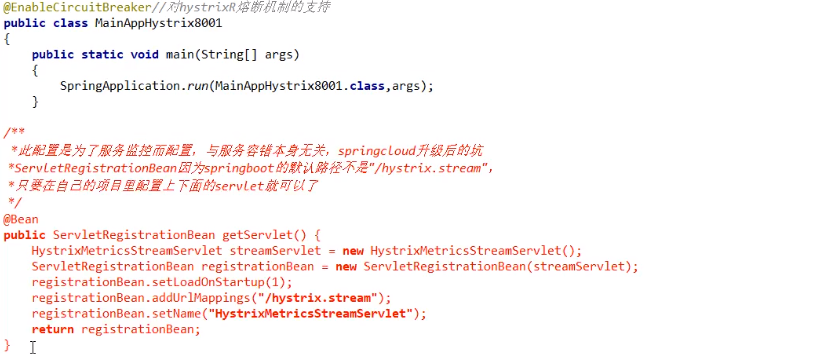 @EnableCircuitBreaker//对hystrixR熔断机制的支持
public class MainAppHystrix8001
{
    public static void main(String[] args)
    {
        SpringApplication.run(MainAppHystrix8001.class,args);
    }
/**
 *此配置是为了服务监控而配置，与服务容错本身无关，springcloud升级后的坑
 *ServletRegistrationBean因为springboot的默认路径不是"/hystrix.stream"，
 *只要在自己的项目里配置上下面的servlet就可以了
 */
@Bean
public ServletRegistrationBean getServlet() {
    HystrixMetricsStreamServlet streamServlet = new HystrixMetricsStreamServlet();
    ServletRegistrationBean registrationBean = new ServletRegistrationBean(streamServlet);
    registrationBean.setLoadOnStartup(1);
    registrationBean.addUrlMappings("/hystrix.stream");
    registrationBean.setName("HystrixMetricsStreamServlet");
    return registrationBean;
}